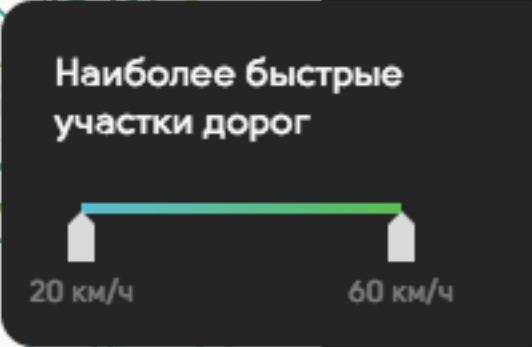 Наиболее быстрые
участки дорог
20 км/ч 60 км/ч